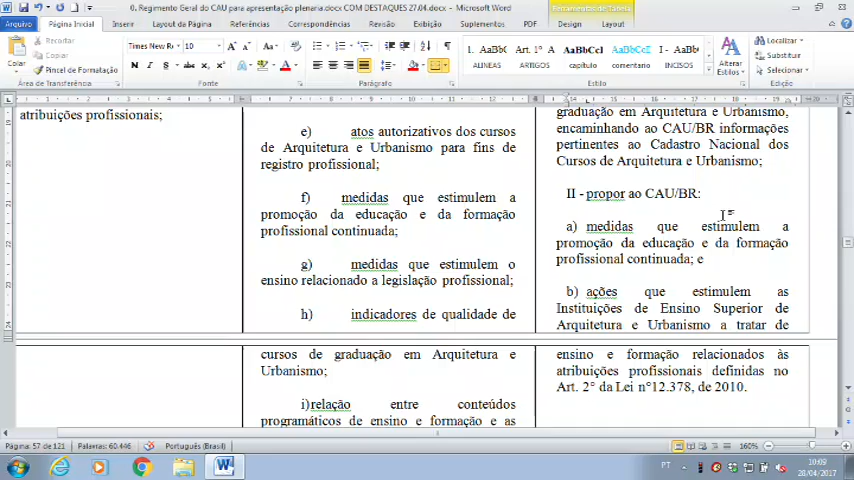 0. Regimento Geral do CAU para apresentação plenaria.docx COM DESTAQUES 27.04.docx - Microsoft Word
Ferramentas de Tabela
Arquivo Página Inicial Inserir Layout da Página Referências Correspondências Revisão Exibição Suplementos PDF Design Layout
Colar
Recortar
Copiar
Pincel de Formatação
Área de Transferência
Times New Ro 10
N I S
Fonte
Parágrafo
1. AaBb( ALINEAS
Art. 1º A ARTIGOS
AaBbCcI capítulo
AaBbCc comentario
I - AaBb( INCISOS
Alterar Estilos
Estilo
Localizar
Substituir
Selecionar
Edição
atribuições profissionais;
e) atos autorizativos dos cursos
de Arquitetura e Urbanismo para fins de
registro profissional;
f) medidas que estimulem a
promoção da educação e da formação
profissional continuada;
g) medidas que estimulem o
ensino relacionado a legislação profissional;
h) indicadores de qualidade de
cursos de graduação em Arquitetura e
Urbanismo;
i)relação entre conteúdos
programáticos de ensino e formação e as
graduação em Arquitetura e Urbanismo,
encaminhando ao CAU/BR informações
pertinentes ao Cadastro Nacional dos
Cursos de Arquitetura e Urbanismo;
II - propor ao CAU/BR:
a) medidas que estimulem a
promoção da educação e da formação
profissional continuada; e
b) ações que estimulem as
Instituições de Ensino Superior de
Arquitetura e Urbanismo a tratar de
ensino e formação relacionados às
atribuições profissionais definidas no
Art. 2° da Lei n°12.378, de 2010.
Página: 57 de 121 Palavras: 60.446 Português (Brasil) 160%
PT 10:09
28/04/2017